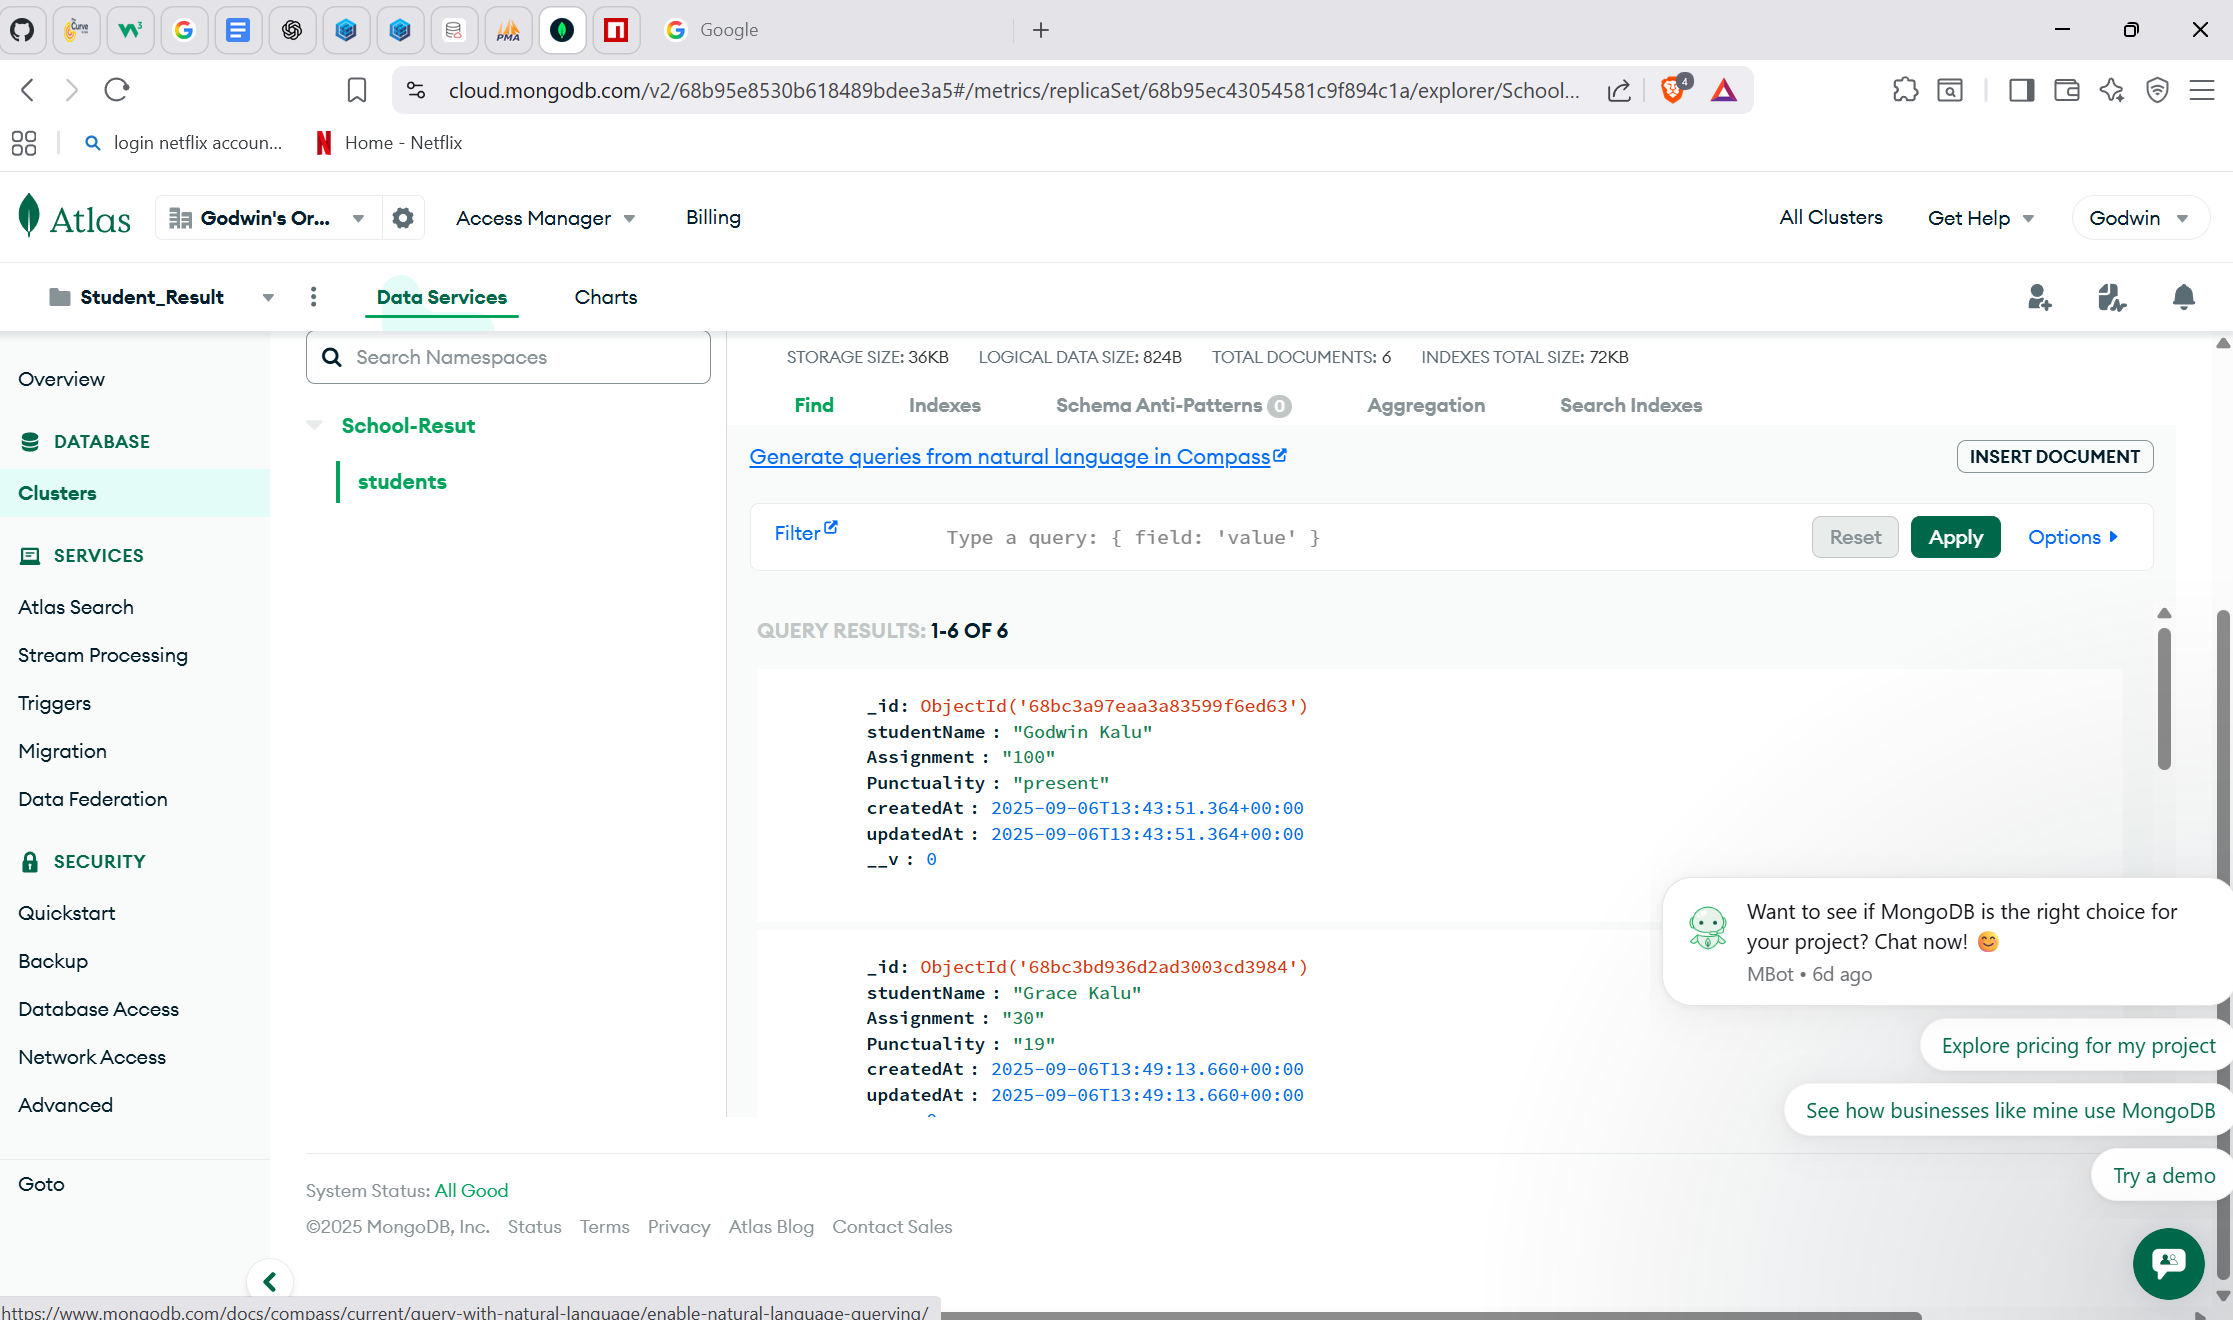 Google
cloud.mongodb.com/v2/68b95e8530b618489bdee3a5#/metrics/replicaSet/68b95ec43054581c9f894c1a/explorer/School...
4
login netflix accoun...
Home - Netflix
Atlas
Godwin's Or...
Access Manager
Billing
All Clusters
Get Help
Godwin
Student_Result
Data Services
Charts
Overview
DATABASE
Clusters
SERVICES
Atlas Search
Stream Processing
Triggers
Migration
Data Federation
SECURITY
Quickstart
Backup
Database Access
Network Access
Advanced
Goto
Search Namespaces
School-Resut
students
STORAGE SIZE: 36KB LOGICAL DATA SIZE: 824B TOTAL DOCUMENTS: 6 INDEXES TOTAL SIZE: 72KB
Find Indexes Schema Anti-Patterns 0 Aggregation Search Indexes
Generate queries from natural language in Compass
INSERT DOCUMENT
Filter
Type a query: { field: 'value' }
Reset
Apply
Options
QUERY RESULTS: 1-6 OF 6
_id: ObjectId('68bc3a97eaa3a83599f6ed63')
studentName : "Godwin Kalu"
Assignment : "100"
Punctuality : "present"
createdAt : 2025-09-06T13:43:51.364+00:00
updatedAt : 2025-09-06T13:43:51.364+00:00
__v : 0
_id: ObjectId('68bc3bd936d2ad3003cd3984')
studentName : "Grace Kalu"
Assignment : "30"
Punctuality : "19"
createdAt : 2025-09-06T13:49:13.660+00:00
updatedAt : 2025-09-06T13:49:13.660+00:00
Want to see if MongoDB is the right choice for
your project? Chat now! 😊
MBot • 6d ago
Explore pricing for my project
See how businesses like mine use MongoDB
Try a demo
System Status: All Good
©2025 MongoDB, Inc. Status Terms Privacy Atlas Blog Contact Sales
https://www.mongodb.com/docs/compass/current/query-with-natural-language/enable-natural-language-querying/